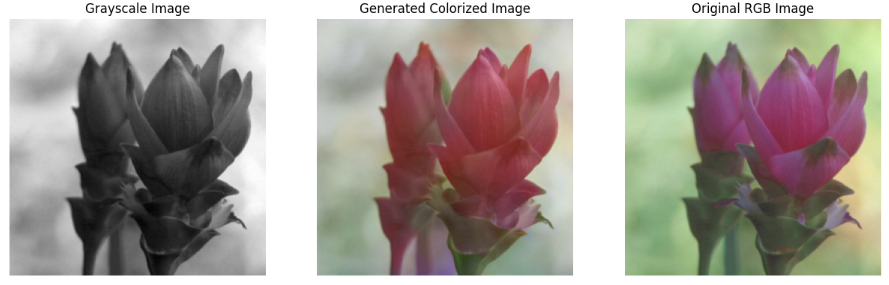 Grayscale Image
Generated Colorized Image
Original RGB Image